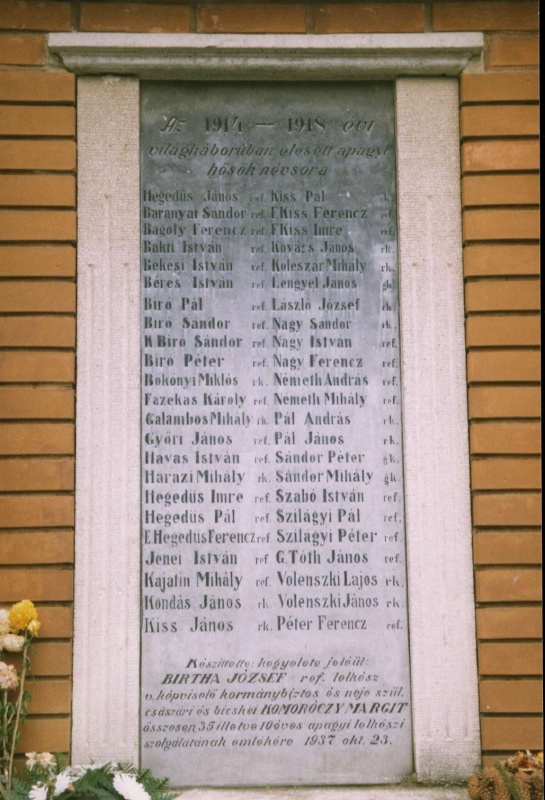 Az 1914 — 1918 évi
világháborúban elesett apagyi
hősök névsora
Hegedüs János ref. Kiss Pál rk.
Baranyai Sándor ref. F.Kiss Ferencz ref.
Bagoly Ferencz ref. F.Kiss Imre ref.
Bakti István ref. Kovács János rk.
Bekési István ref. Koleszár Mihály rk.
Béres István ref. Lengyel János gk.
Biró Pál ref. László József rk.
Biró Sándor ref. Nagy Sándor rk.
K.Biró Sándor ref. Nagy István ref.
Biró Péter ref. Nagy Ferencz ref.
Bökönyi Miklós rk. Németh András ref.
Fazekas Károly ref. Németh Mihály ref.
Galambos Mihály rk. Pál András rk.
Győri János ref. Pál János rk.
Havas István ref. Sándor Péter gk.
Harazi Mihály rk. Sándor Mihály gk.
Hegedüs Imre ref. Szabó István ref.
Hegedüs Pál ref. Szilágyi Pál ref.
F.Hegedüs Ferencz ref Szilágyi Péter ref.
Jenei István ref G.Tóth János ref.
Kajatin Mihály ref. Volenszki Lajos rk.
Kondás János rk. Volenszki János rk.
Kiss János rk. Péter Ferencz ref.
Készíttette: kegyelete jeléül:
BIRTHA JÓZSEF ref. lelkész
v. képviselő kormánybiztos és neje szül.
császári és bicskei KOMORÓCZY MARGIT
összesen 35 illetve 10 éves apagyi lelkészi
szolgálatának emlékére 1937 okt. 23.